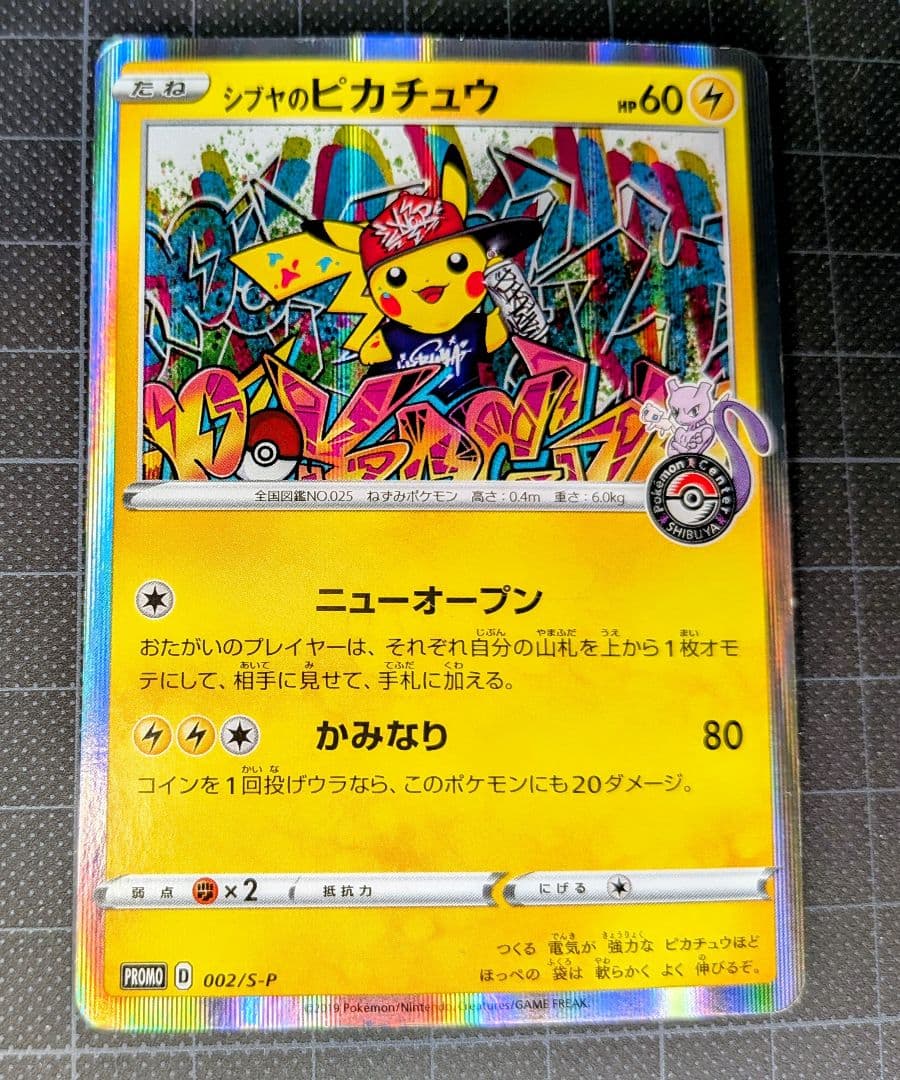 たね シブヤのピカチュウ HP60
全国図鑑NO.025 ねずみポケモン 高さ:0.4m 重さ:6.0kg
Pokémon Center
SHIBUYA
ニューオープン
おたがいのプレイヤーは、それぞれ自分の山札を上から1枚オモ
テにして、相手に見せて、手札に加える。
かみなり 80
コインを1回投げウラなら、このポケモンにも20ダメージ。
弱点 ×2 抵抗力 にげる
つくる 電気が 強力な ピカチュウほど
ほっぺの 袋は 軟らかく よく 伸びるぞ。
PROMO D 002/S-P
©2019 Pokémon/Nintendo/Creatures/GAME FREAK.